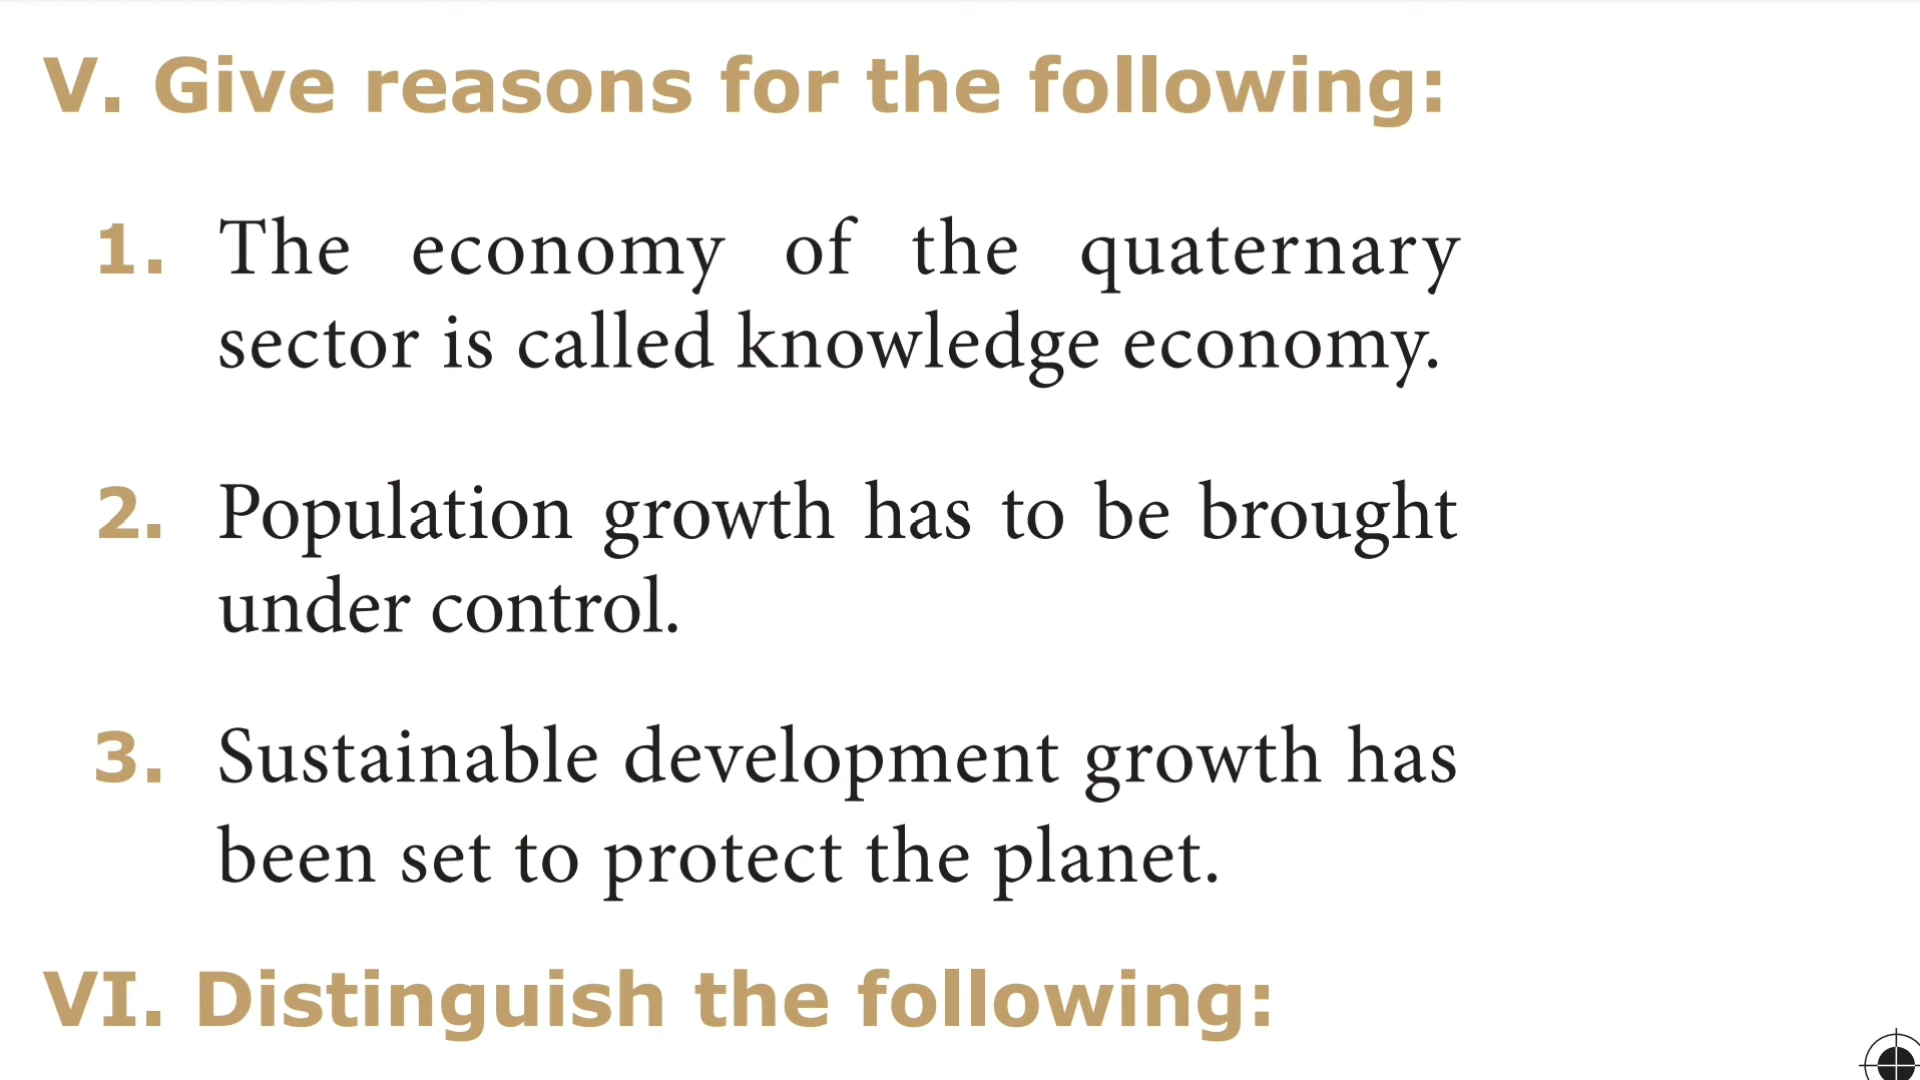 V. Give reasons for the following:
1. The economy of the quaternary
sector is called knowledge economy.
2. Population growth has to be brought
under control.
3. Sustainable development growth has
been set to protect the planet.
VI. Distinguish the following: